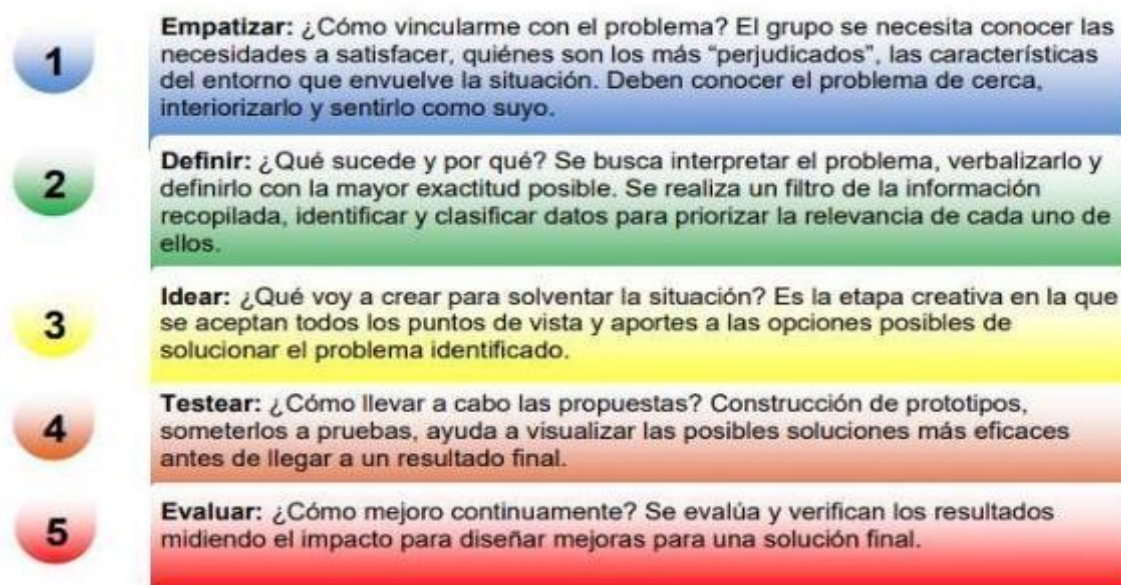 1
Empatizar: ¿Cómo vincularme con el problema? El grupo se necesita conocer las
necesidades a satisfacer, quiénes son los más “perjudicados”, las características
del entorno que envuelve la situación. Deben conocer el problema de cerca,
interiorizarlo y sentirlo como suyo.
2
Definir: ¿Qué sucede y por qué? Se busca interpretar el problema, verbalizarlo y
definirlo con la mayor exactitud posible. Se realiza un filtro de la información
recopilada, identificar y clasificar datos para priorizar la relevancia de cada uno de
ellos.
3
Idear: ¿Qué voy a crear para solventar la situación? Es la etapa creativa en la que
se aceptan todos los puntos de vista y aportes a las opciones posibles de
solucionar el problema identificado.
4
Testear: ¿Cómo llevar a cabo las propuestas? Construcción de prototipos,
someterlos a pruebas, ayuda a visualizar las posibles soluciones más eficaces
antes de llegar a un resultado final.
5
Evaluar: ¿Cómo mejoro continuamente? Se evalúa y verifican los resultados
midiendo el impacto para diseñar mejoras para una solución final.